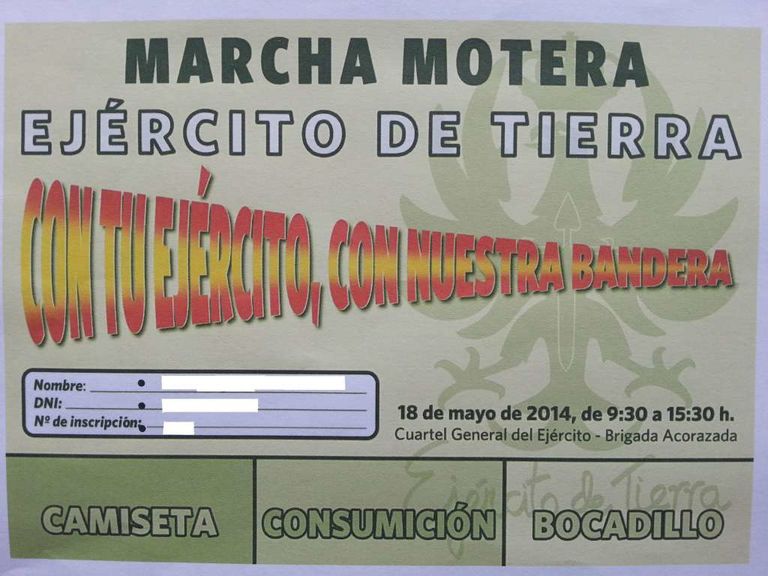 MARCHA MOTERA
EJÉRCITO DE TIERRA
CON TU EJÉRCITO, CON NUESTRA BANDERA
Nombre:
DNI:
Nº de inscripción:
18 de mayo de 2014, de 9:30 a 15:30 h.
Cuartel General del Ejército - Brigada Acorazada
Ejército de Tierra
CAMISETA
CONSUMICIÓN
BOCADILLO